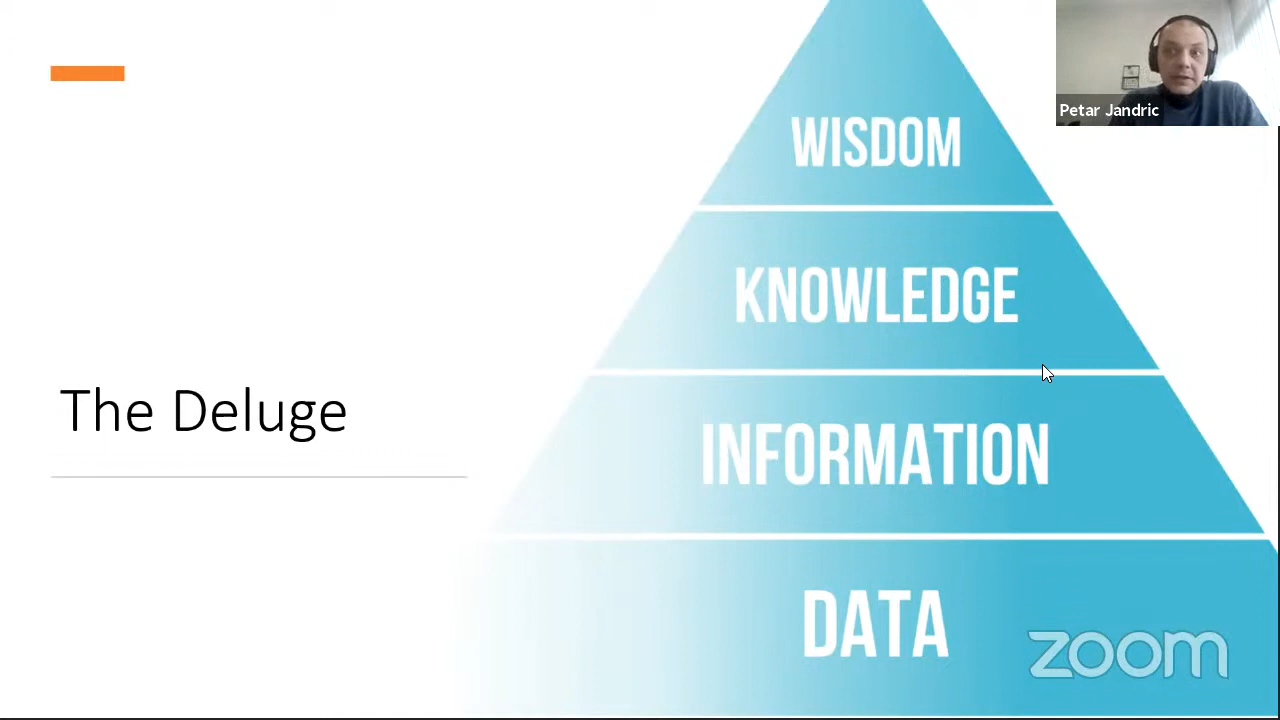 Petar Jandric
WISDOM
KNOWLEDGE
The Deluge
INFORMATION
DATA
zoom